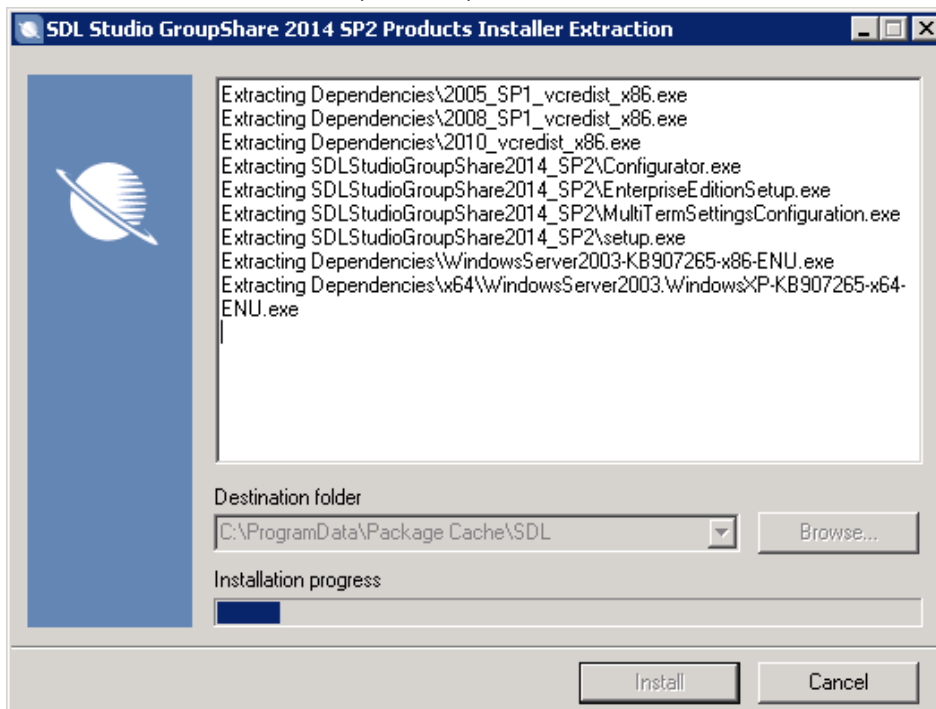 SDL Studio GroupShare 2014 SP2 Products Installer Extraction
Extracting Dependencies\2005_SP1_vcredist_x86.exe
Extracting Dependencies\2008_SP1_vcredist_x86.exe
Extracting Dependencies\2010_vcredist_x86.exe
Extracting SDLStudioGroupShare2014_SP2\Configurator.exe
Extracting SDLStudioGroupShare2014_SP2\EnterpriseEditionSetup.exe
Extracting SDLStudioGroupShare2014_SP2\MultiTermSettingsConfiguration.exe
Extracting SDLStudioGroupShare2014_SP2\setup.exe
Extracting Dependencies\WindowsServer2003-KB907265-x86-ENU.exe
Extracting Dependencies\x64\WindowsServer2003.WindowsXP-KB907265-x64-
ENU.exe
Destination folder
C:\ProgramData\Package Cache\SDL
Browse...
Installation progress
Install
Cancel